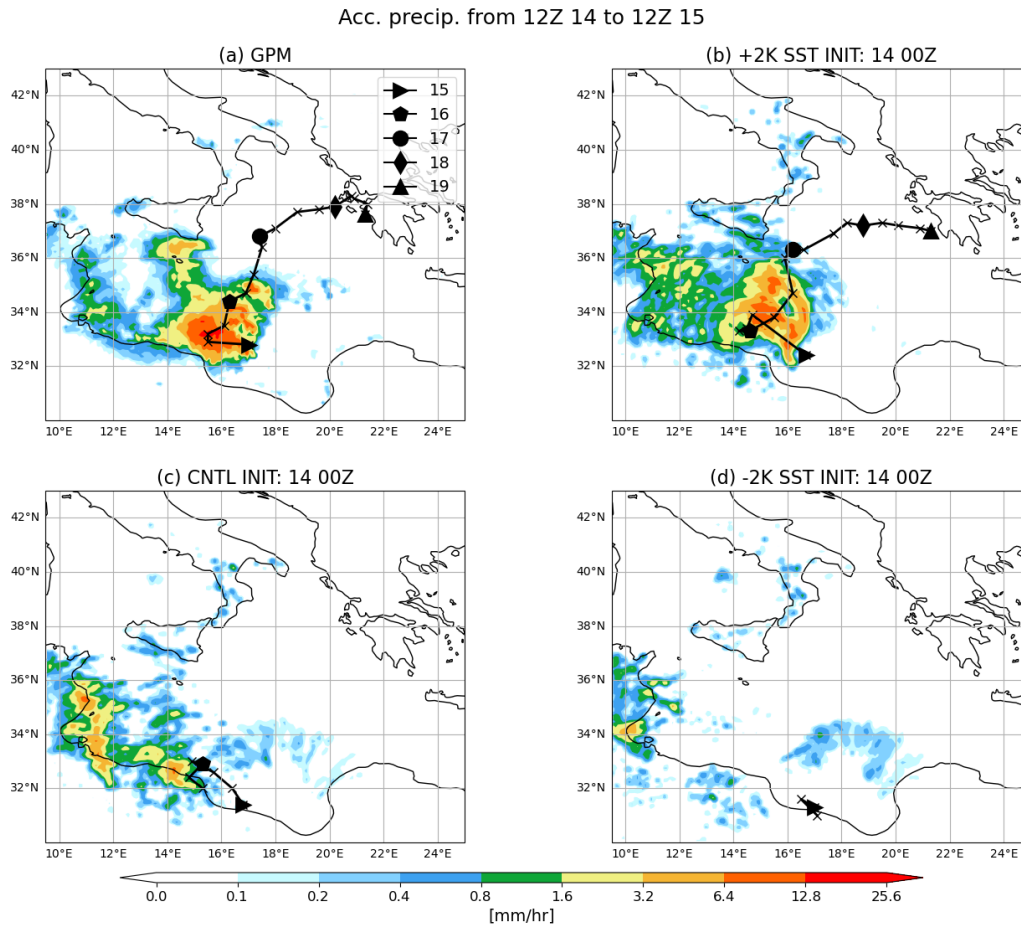 Acc. precip. from 12Z 14 to 12Z 15
(a) GPM
42°N
40°N
38°N
36°N
34°N
32°N
10°E 12°E 14°E 16°E 18°E 20°E 22°E 24°E
15
16
17
18
19
(b) +2K SST INIT: 14 00Z
42°N
40°N
38°N
36°N
34°N
32°N
10°E 12°E 14°E 16°E 18°E 20°E 22°E 24°E
(c) CNTL INIT: 14 00Z
42°N
40°N
38°N
36°N
34°N
32°N
10°E 12°E 14°E 16°E 18°E 20°E 22°E 24°E
(d) -2K SST INIT: 14 00Z
42°N
40°N
38°N
36°N
34°N
32°N
10°E 12°E 14°E 16°E 18°E 20°E 22°E 24°E
0.0 0.1 0.2 0.4 0.8 1.6 3.2 6.4 12.8 25.6
[mm/hr]